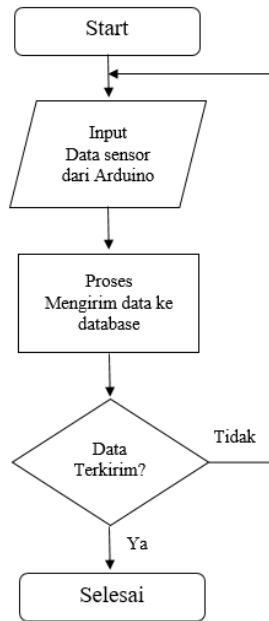 Start
Input
Data sensor
dari Arduino
Proses
Mengirim data ke
database
Data
Terkirim?
Tidak
Ya
Selesai